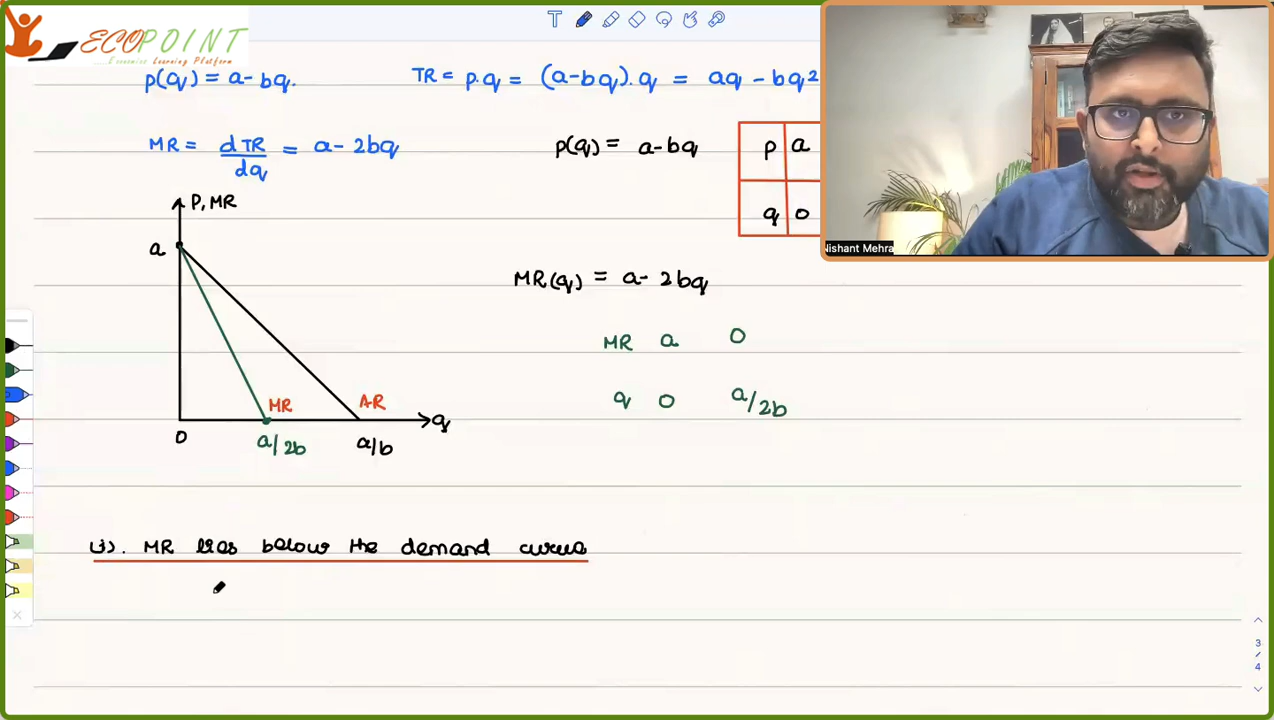 ECOPOINT
Economics Learning Platform
p(q) = a-bq.
TR = p.q = (a-bq).q = aq - bq²
MR = dTR/dq = a - 2bq
p(q) = a-bq
p a
q 0
P, MR
a
MR(q) = a- 2bq
MR a 0
q 0 a/2b
MR AR
q
0 a/2b a/b
MR lies below the demand curve
Nishant Mehra
T
3
/
4